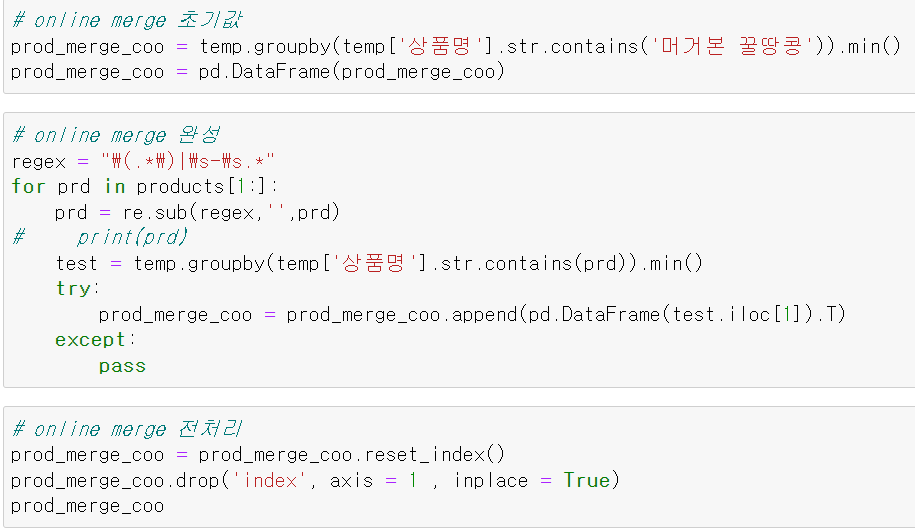 # online merge 초기값
prod_merge_coo = temp.groupby(temp['상품명'].str.contains('머거본 꿀땅콩')).min()
prod_merge_coo = pd.DataFrame(prod_merge_coo)
# online merge 완성
regex = "₩(.*₩)|₩s-₩s.*"
for prd in products[1:]:
    prd = re.sub(regex,'',prd)
#     print(prd)
    test = temp.groupby(temp['상품명'].str.contains(prd)).min()
    try:
        prod_merge_coo = prod_merge_coo.append(pd.DataFrame(test.iloc[1]).T)
    except:
        pass
# online merge 전처리
prod_merge_coo = prod_merge_coo.reset_index()
prod_merge_coo.drop('index', axis = 1 , inplace = True)
prod_merge_coo